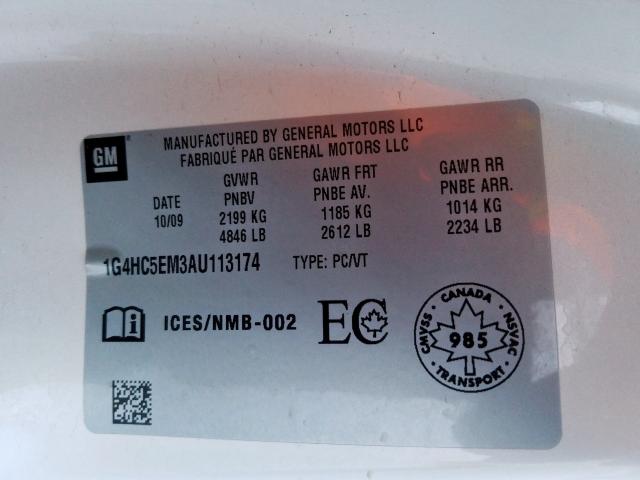 GM
MANUFACTURED BY GENERAL MOTORS LLC
FABRIQUÉ PAR GENERAL MOTORS LLC
DATE
10/09
GVWR
PNBV
2199 KG
4846 LB
GAWR FRT
PNBE AV.
1185 KG
2612 LB
GAWR RR
PNBE ARR.
1014 KG
2234 LB
1G4HC5EM3AU113174 TYPE: PC/VT
i ICES/NMB-002 EC
CANADA
CMVSS 985 NSVAC
TRANSPORT